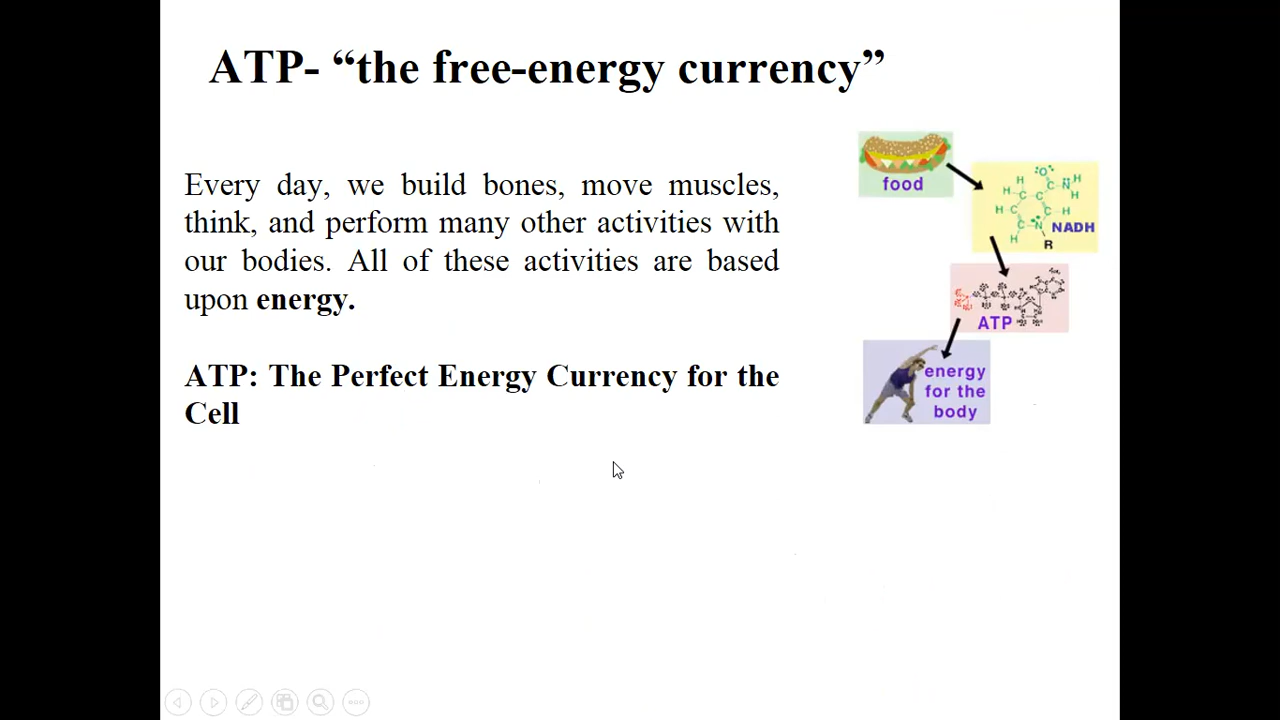 ATP- “the free-energy currency”
Every day, we build bones, move muscles,
think, and perform many other activities with
our bodies. All of these activities are based
upon energy.
ATP: The Perfect Energy Currency for the
Cell
food
NADH
R
ATP
energy
for the
body